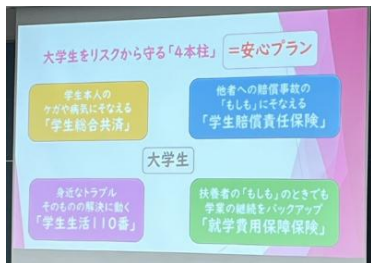 大学生をリスクから守る「4本柱」 =安心プラン
学生本人の
ケガや病気にそなえる
「学生総合共済」
他者への賠償事故の
「もしも」にそなえる
「学生賠償責任保険」
大学生
身近なトラブル
そのものの解決に動く
「学生生活110番」
扶養者の「もしも」のときでも
学業の継続をバックアップ
「就学費用保障保険」